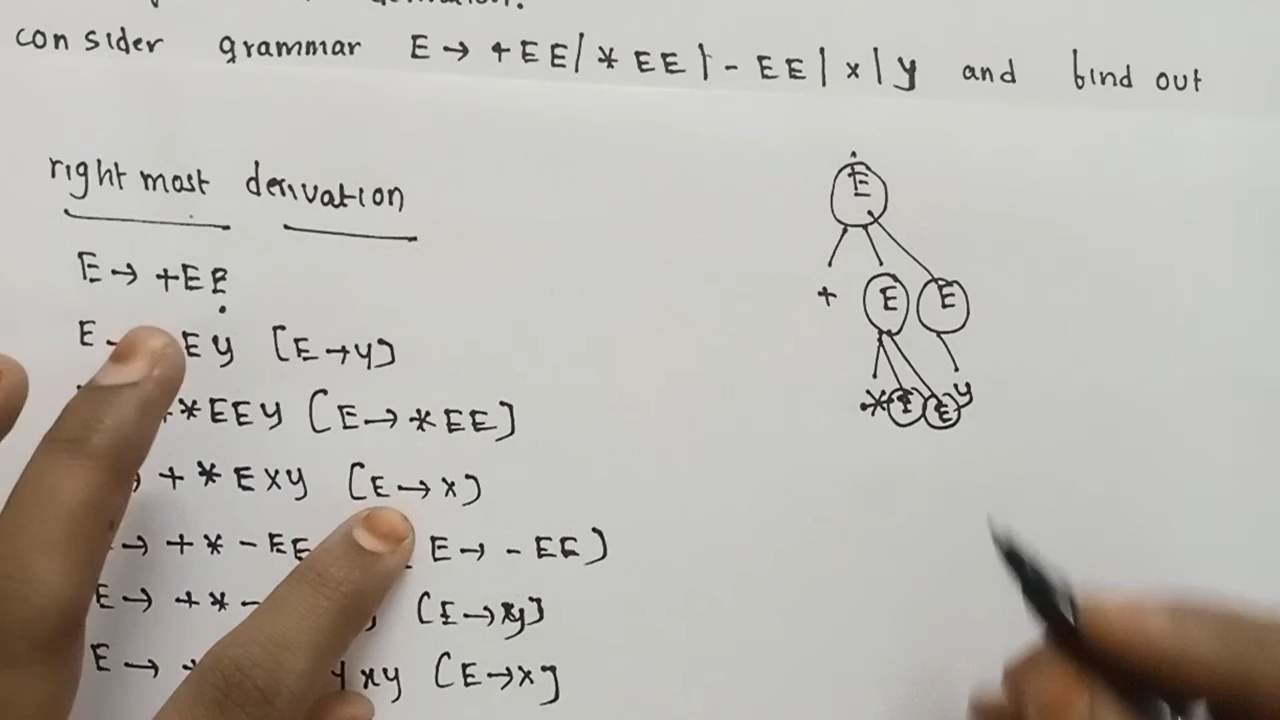 derivation.
consider grammar E → +EE | * EE | - EE | x | y and find out
right most derivation
E → +EE
E EY [E→Y]
*EEY [E→*EE]
+ * EXY [E→X]
→ + * - EE E→ - EE]
E → + * - [E→y]
E → xy [E→x]
E
+ E E
* E E y